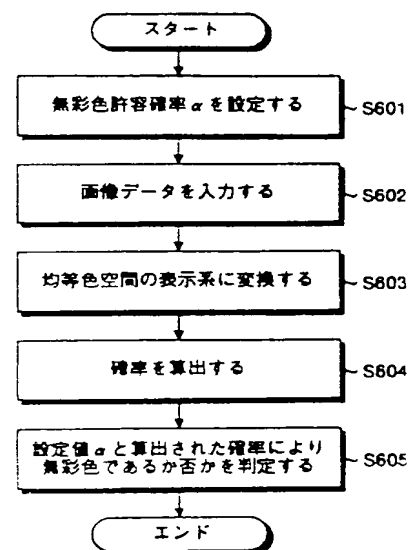 スタート
無彩色許容確率αを設定する
S601
画像データを入力する
S602
均等色空間の表示系に変換する
S603
確率を算出する
S604
設定値αと算出された確率により
無彩色であるか否かを判定する
S605
エンド